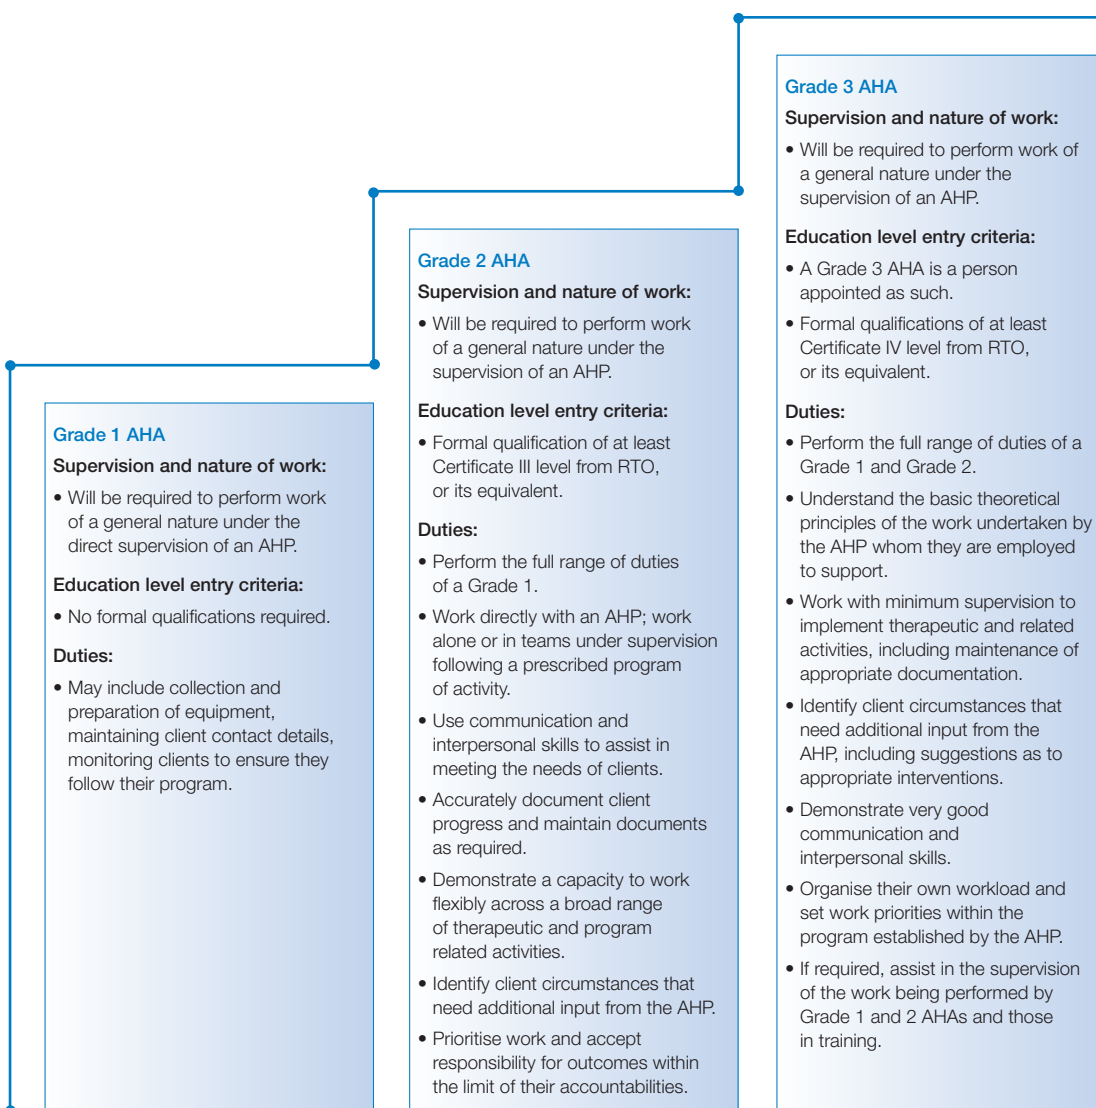 Grade 1 AHA
Supervision and nature of work:
• Will be required to perform work
of a general nature under the
direct supervision of an AHP.
Education level entry criteria:
• No formal qualifications required.
Duties:
• May include collection and
preparation of equipment,
maintaining client contact details,
monitoring clients to ensure they
follow their program.
Grade 2 AHA
Supervision and nature of work:
• Will be required to perform work
of a general nature under the
supervision of an AHP.
Education level entry criteria:
• Formal qualification of at least
Certificate III level from RTO,
or its equivalent.
Duties:
• Perform the full range of duties
of a Grade 1.
• Work directly with an AHP; work
alone or in teams under supervision
following a prescribed program
of activity.
• Use communication and
interpersonal skills to assist in
meeting the needs of clients.
• Accurately document client
progress and maintain documents
as required.
• Demonstrate a capacity to work
flexibly across a broad range
of therapeutic and program
related activities.
• Identify client circumstances that
need additional input from the AHP.
• Prioritise work and accept
responsibility for outcomes within
the limit of their accountabilities.
Grade 3 AHA
Supervision and nature of work:
• Will be required to perform work of
a general nature under the
supervision of an AHP.
Education level entry criteria:
• A Grade 3 AHA is a person
appointed as such.
• Formal qualifications of at least
Certificate IV level from RTO,
or its equivalent.
Duties:
• Perform the full range of duties of a
Grade 1 and Grade 2.
• Understand the basic theoretical
principles of the work undertaken by
the AHP whom they are employed
to support.
• Work with minimum supervision to
implement therapeutic and related
activities, including maintenance of
appropriate documentation.
• Identify client circumstances that
need additional input from the
AHP, including suggestions as to
appropriate interventions.
• Demonstrate very good
communication and
interpersonal skills.
• Organise their own workload and
set work priorities within the
program established by the AHP.
• If required, assist in the supervision
of the work being performed by
Grade 1 and 2 AHAs and those
in training.